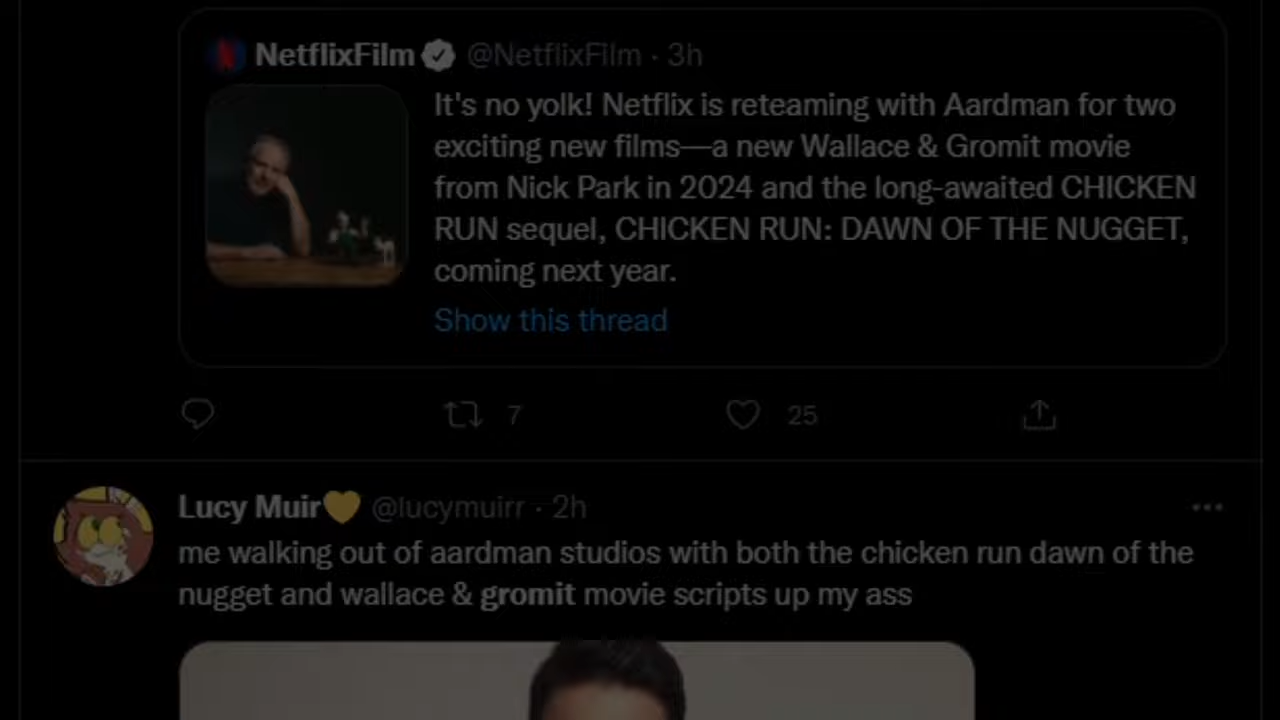 NetflixFilm @NetflixFilm · 3h
It's no yolk! Netflix is reteaming with Aardman for two
exciting new films—a new Wallace & Gromit movie
from Nick Park in 2024 and the long-awaited CHICKEN
RUN sequel, CHICKEN RUN: DAWN OF THE NUGGET,
coming next year.
Show this thread
7 25
Lucy Muir💛 @lucymuirr · 2h
me walking out of aardman studios with both the chicken run dawn of the
nugget and wallace & gromit movie scripts up my ass